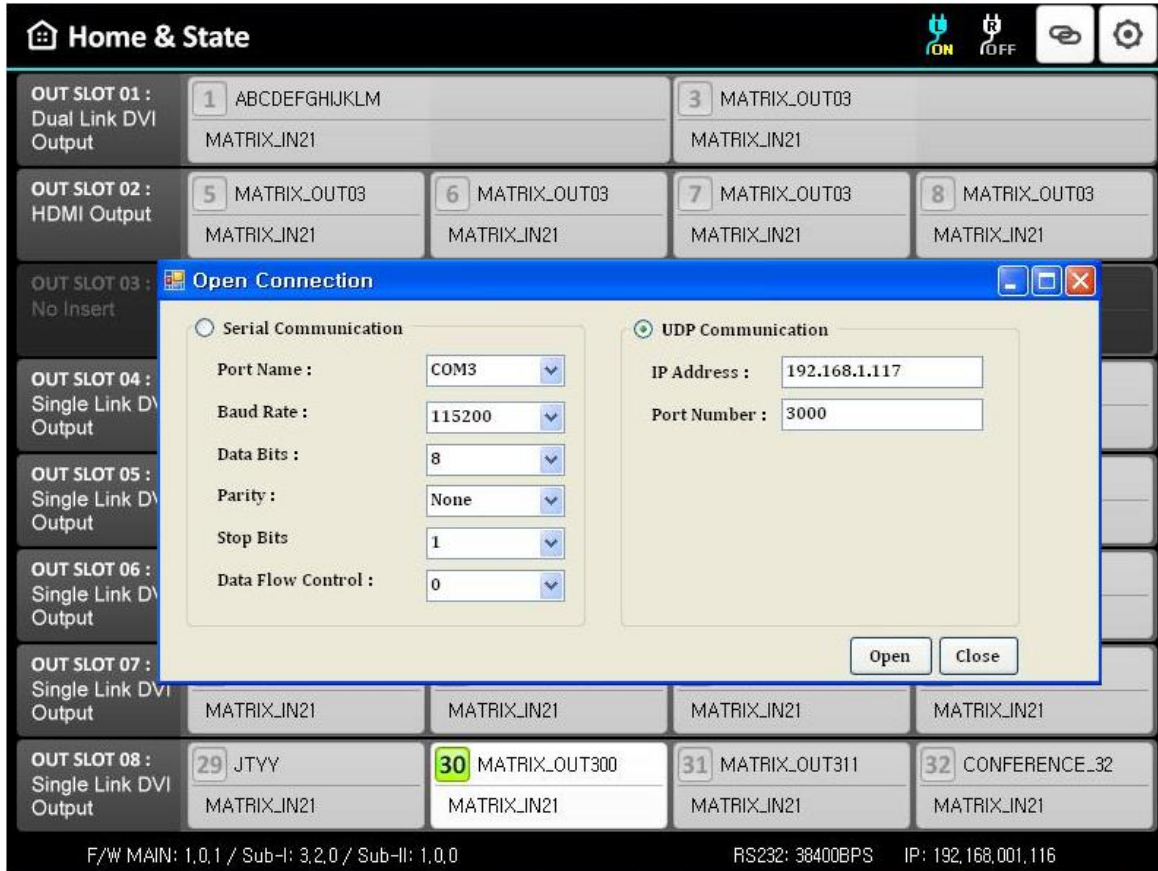 Home & State
L
ON
R
OFF
OUT SLOT 01 :
Dual Link DVI
Output
1 ABCDEFGHIJKLM
MATRIX_IN21
3 MATRIX_OUT03
MATRIX_IN21
OUT SLOT 02 :
HDMI Output
5 MATRIX_OUT03
MATRIX_IN21
6 MATRIX_OUT03
MATRIX_IN21
7 MATRIX_OUT03
MATRIX_IN21
8 MATRIX_OUT03
MATRIX_IN21
OUT SLOT 03 :
No Insert
Open Connection
Serial Communication
Port Name : COM3
Baud Rate : 115200
Data Bits : 8
Parity : None
Stop Bits 1
Data Flow Control : 0
UDP Communication
IP Address : 192.168.1.117
Port Number : 3000
Open Close
OUT SLOT 04 :
Single Link DV
Output
OUT SLOT 05 :
Single Link DV
Output
OUT SLOT 06 :
Single Link DV
Output
OUT SLOT 07 :
Single Link DVI
Output
MATRIX_IN21
MATRIX_IN21
MATRIX_IN21
MATRIX_IN21
OUT SLOT 08 :
Single Link DVI
Output
29 JTYY
MATRIX_IN21
30 MATRIX_OUT300
MATRIX_IN21
31 MATRIX_OUT311
MATRIX_IN21
32 CONFERENCE_32
MATRIX_IN21
F/W MAIN: 1,0,1 / Sub-I: 3,2,0 / Sub-II: 1,0,0
RS232: 38400BPS IP: 192,168,001,116